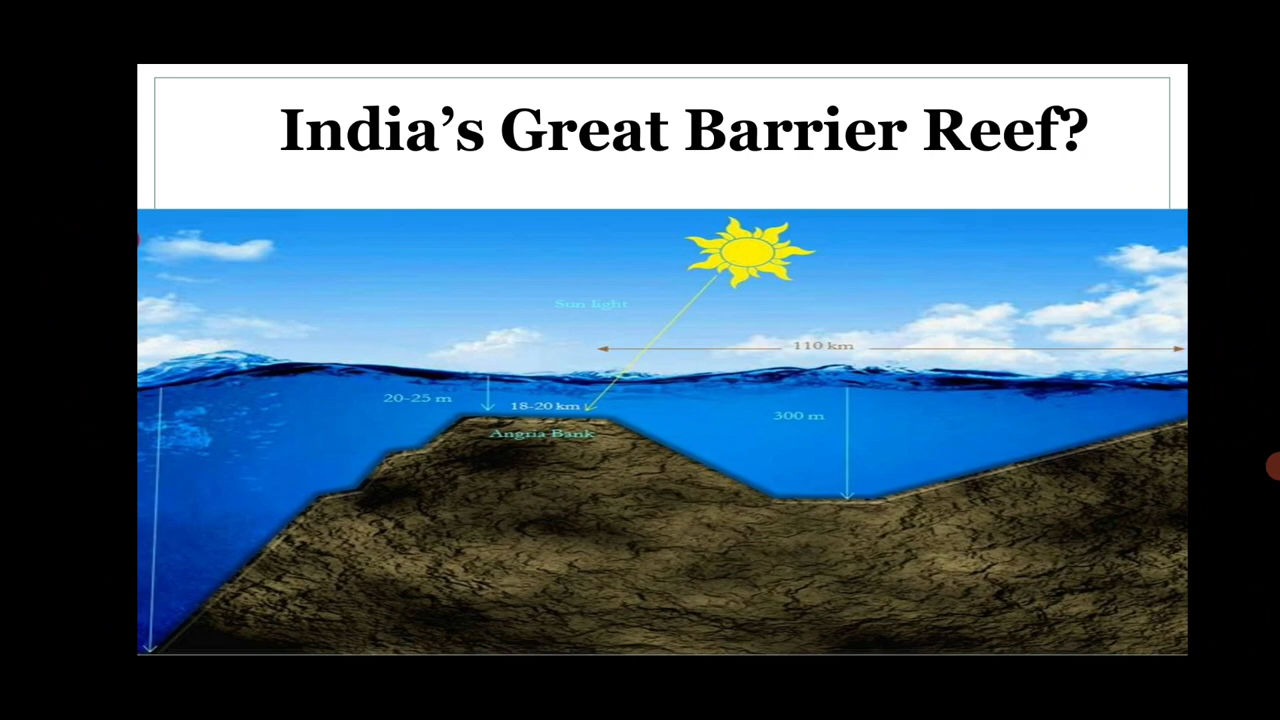 India’s Great Barrier Reef?
Sun light
110 km
20-25 m
18-20 km
300 m
Angria Bank